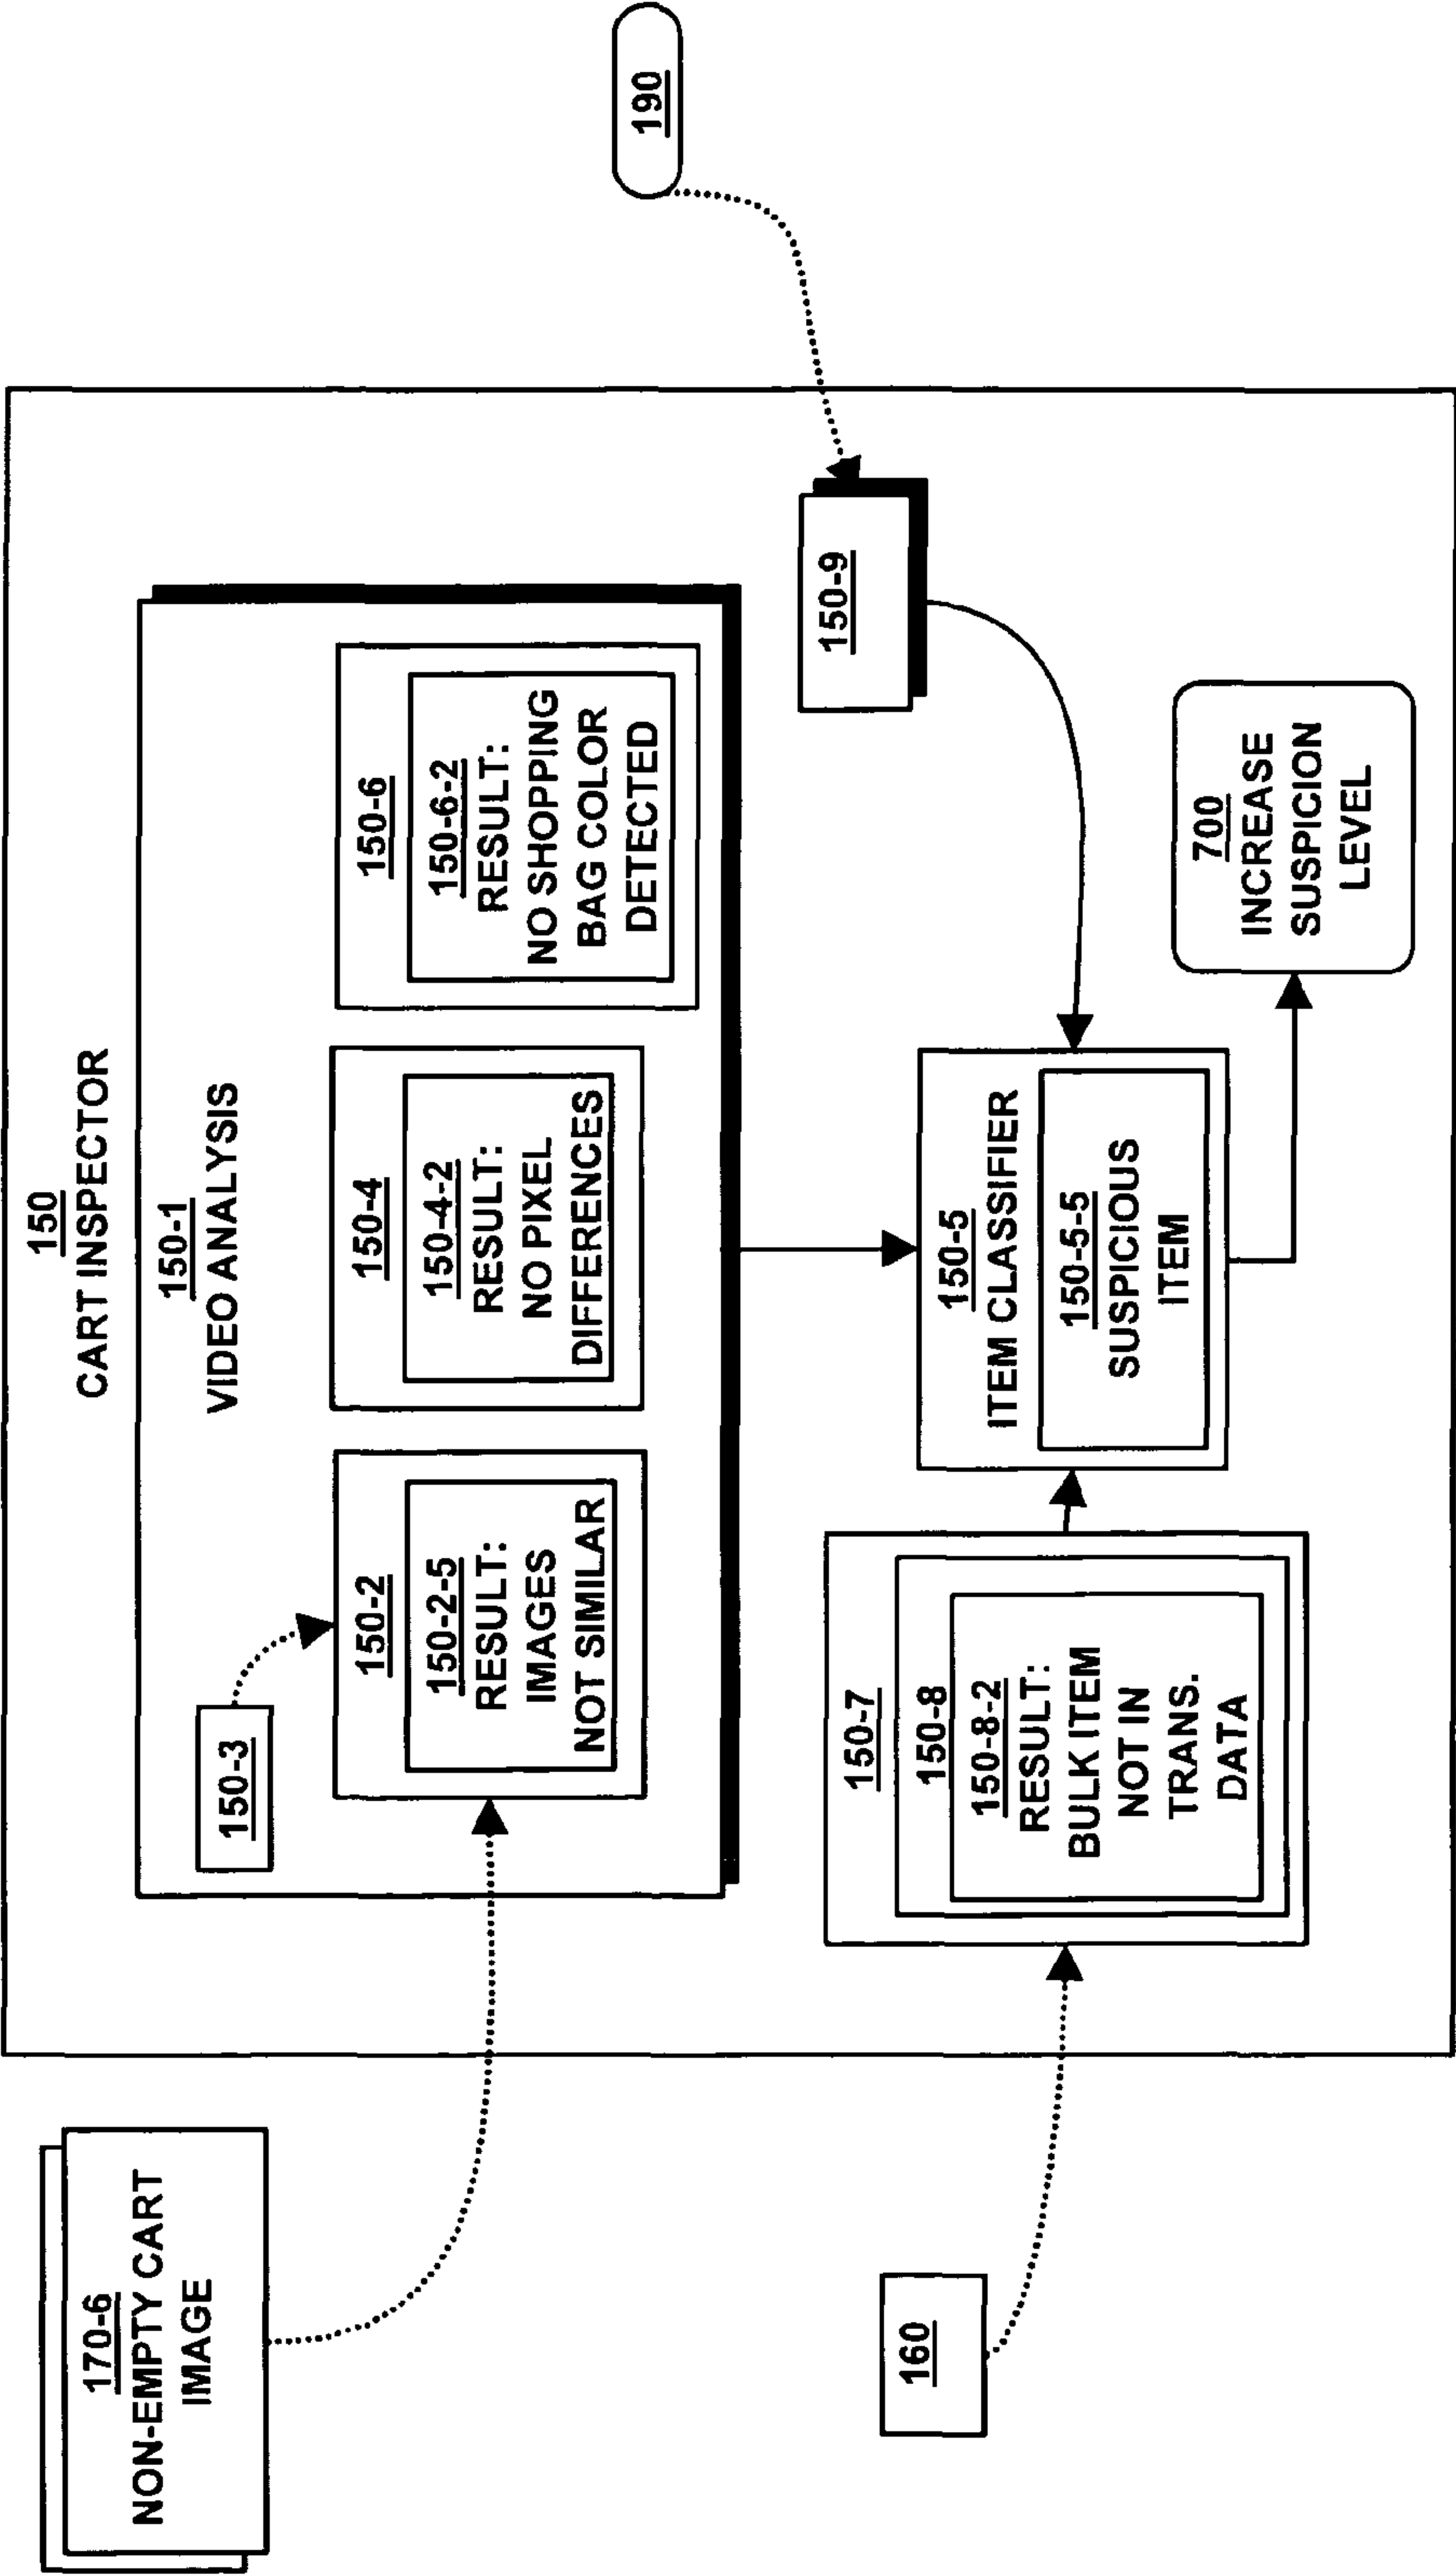 150
CART INSPECTOR
150-1
VIDEO ANALYSIS
150-3
150-2
150-2-5
RESULT:
IMAGES
NOT SIMILAR
150-4
150-4-2
RESULT:
NO PIXEL
DIFFERENCES
150-6
150-6-2
RESULT:
NO SHOPPING
BAG COLOR
DETECTED
170-6
NON-EMPTY CART
IMAGE
190
150-9
160
150-7
150-8
150-8-2
RESULT:
BULK ITEM
NOT IN
TRANS.
DATA
150-5
ITEM CLASSIFIER
150-5-5
SUSPICIOUS
ITEM
700
INCREASE
SUSPICION
LEVEL